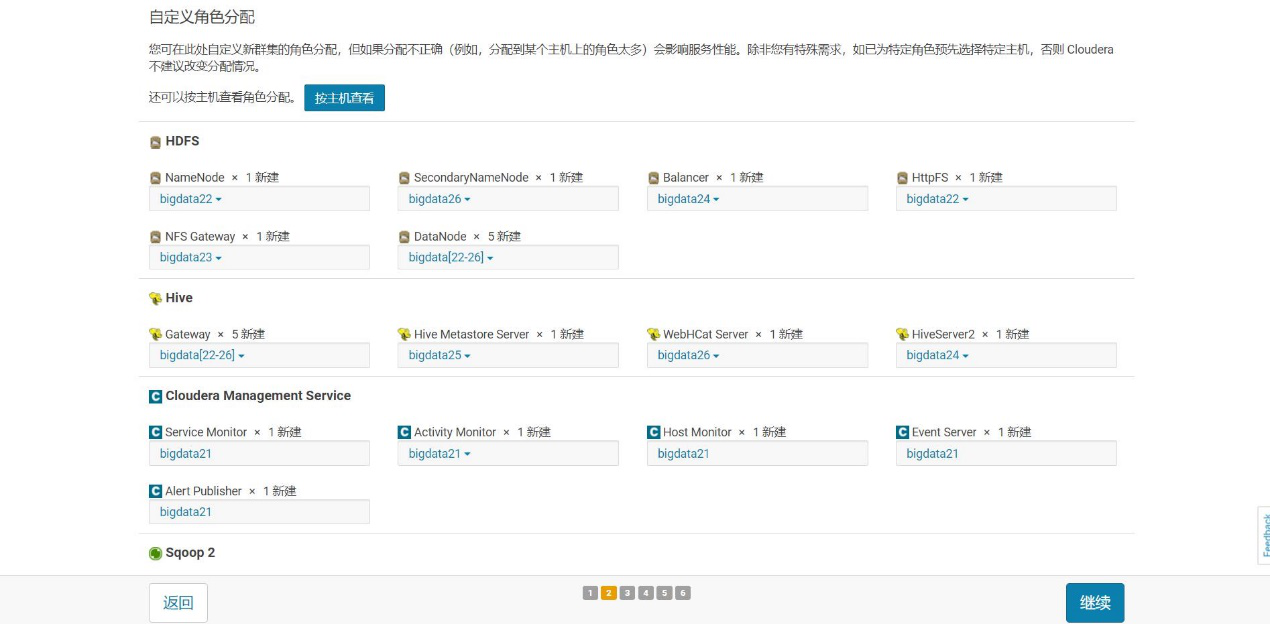 自定义角色分配
您可在此处自定义新群集的角色分配，但如果分配不正确（例如，分配到某个主机上的角色太多）会影响服务性能。除非您有特殊需求，如已为特定角色预先选择特定主机，否则 Cloudera
不建议改变分配情况。
还可以按主机查看角色分配。 按主机查看
HDFS
NameNode × 1 新建 SecondaryNameNode × 1 新建 Balancer × 1 新建 HttpFS × 1 新建
bigdata22 bigdata26 bigdata24 bigdata22
NFS Gateway × 1 新建 DataNode × 5 新建
bigdata23 bigdata[22-26]
Hive
Gateway × 5 新建 Hive Metastore Server × 1 新建 WebHCat Server × 1 新建 HiveServer2 × 1 新建
bigdata[22-26] bigdata25 bigdata26 bigdata24
C Cloudera Management Service
C Service Monitor × 1 新建 C Activity Monitor × 1 新建 C Host Monitor × 1 新建 C Event Server × 1 新建
bigdata21 bigdata21 bigdata21 bigdata21
C Alert Publisher × 1 新建
bigdata21
Feedback
Sqoop 2
返回 1 2 3 4 5 6 继续